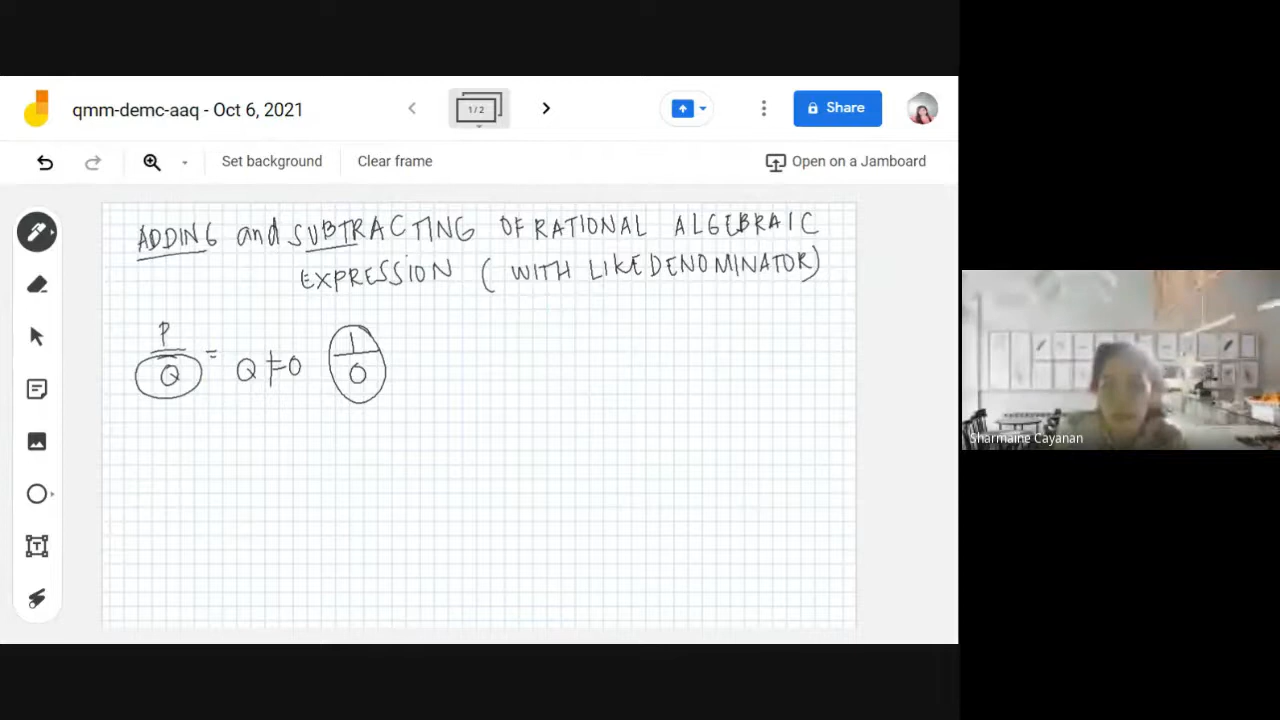 qmm-demc-aaq - Oct 6, 2021
1/2
Share
Set background
Clear frame
Open on a Jamboard
ADDING and SUBTRACTING OF RATIONAL ALGEBRAIC
EXPRESSION (WITH LIKE DENOMINATOR)
P/Q = Q ≠ 0 1/0
T
Sharmaine Cayanan